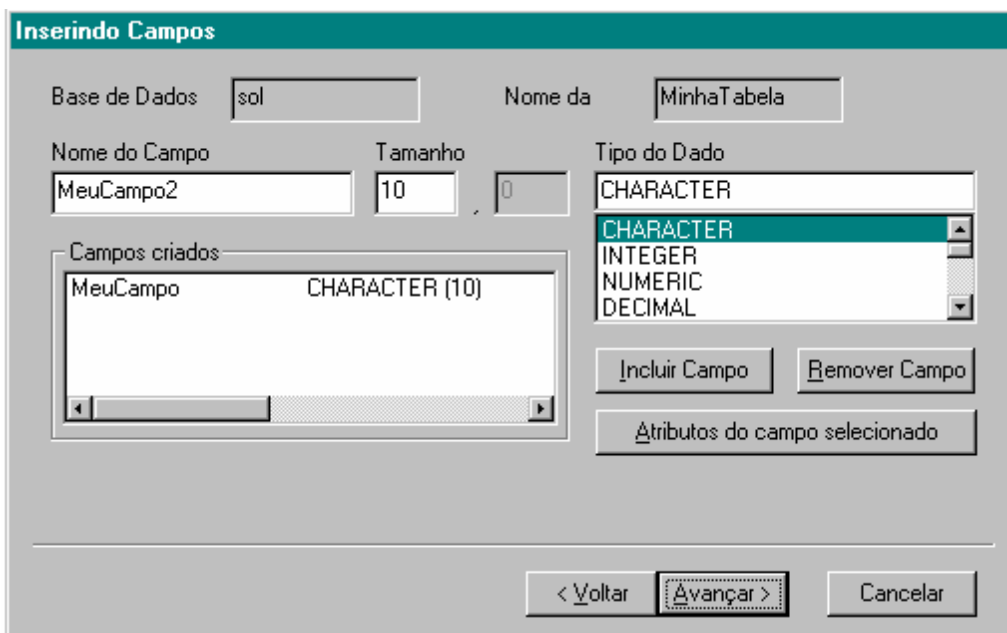 Inserindo Campos
Base de Dados sol Nome da MinhaTabela
Nome do Campo Tamanho Tipo do Dado
MeuCampo2 10 , 0 CHARACTER
CHARACTER
INTEGER
NUMERIC
DECIMAL
Campos criados
MeuCampo CHARACTER (10)
Incluir Campo Remover Campo
Atributos do campo selecionado
< Voltar Avançar > Cancelar